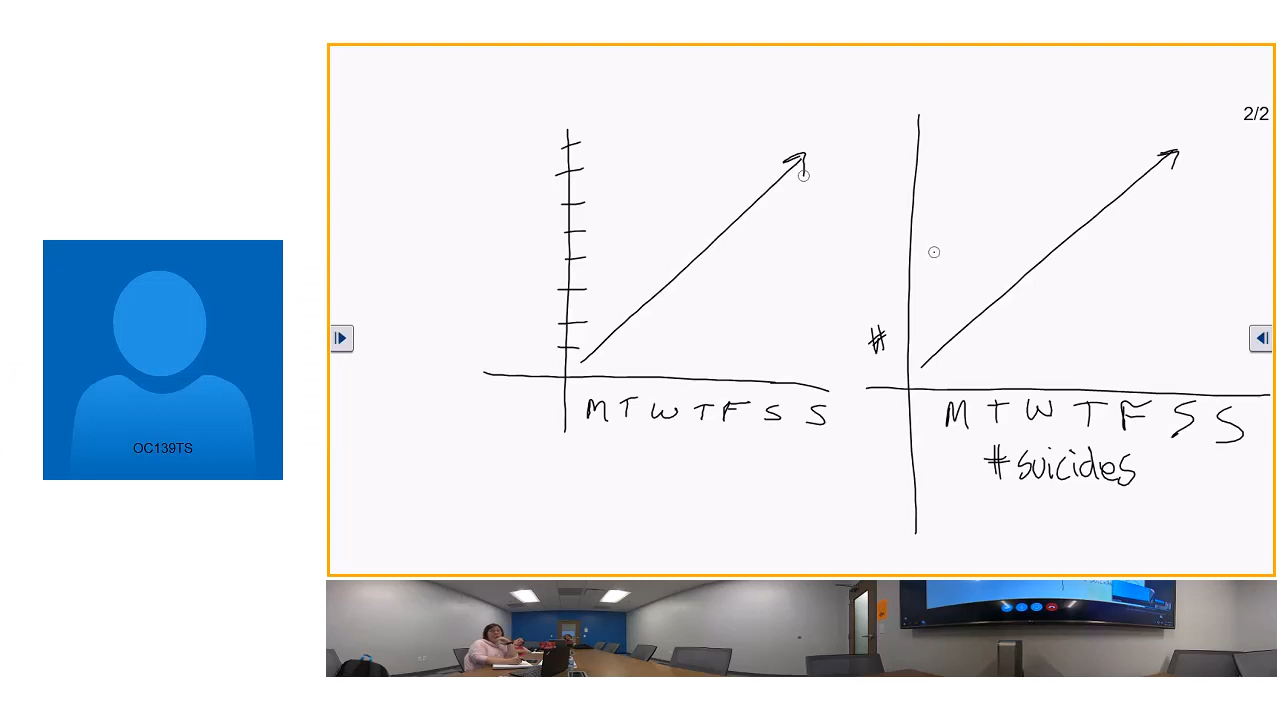 2/2
#
M T W T F S S
M T W T F S S
# suicides
OC139TS